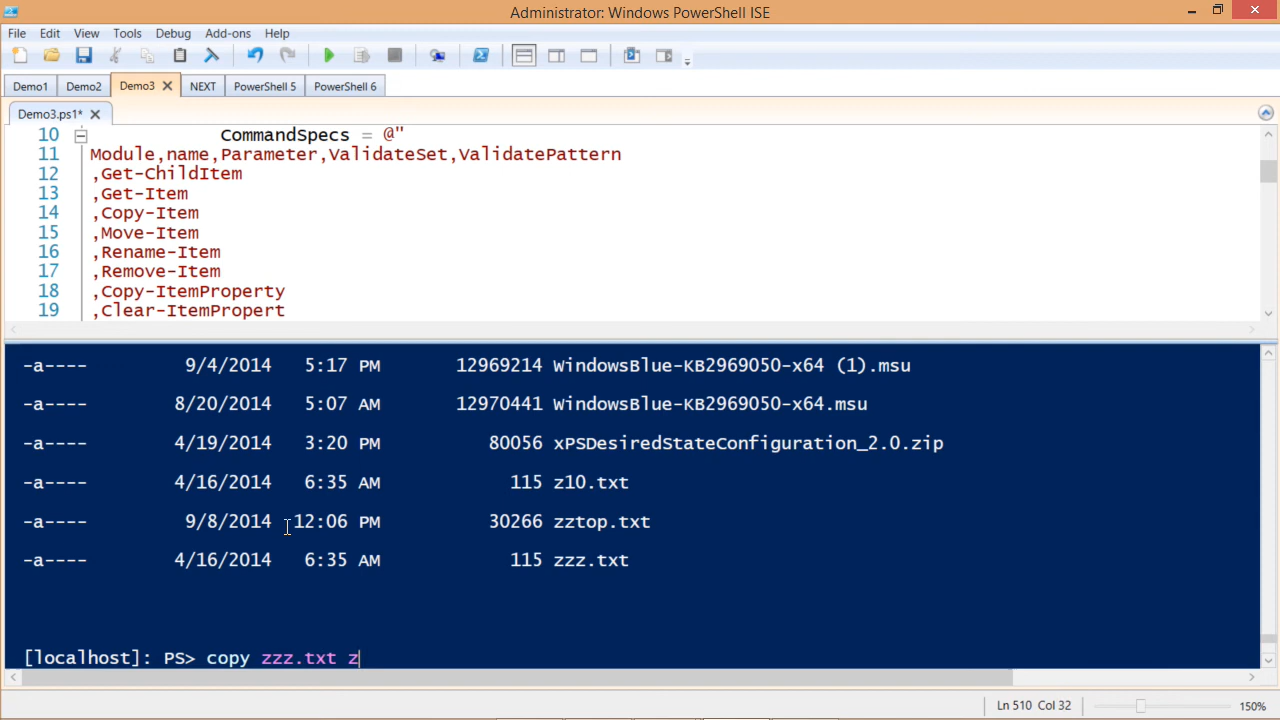 Administrator: Windows PowerShell ISE
File Edit View Tools Debug Add-ons Help
Demo1 Demo2 Demo3 NEXT PowerShell 5 PowerShell 6
Demo3.ps1*
10 CommandSpecs = @"
11 Module,name,Parameter,ValidateSet,ValidatePattern
12 ,Get-ChildItem
13 ,Get-Item
14 ,Copy-Item
15 ,Move-Item
16 ,Rename-Item
17 ,Remove-Item
18 ,Copy-ItemProperty
19 ,Clear-ItemPropert
-a---- 9/4/2014 5:17 PM 12969214 WindowsBlue-KB2969050-x64 (1).msu
-a---- 8/20/2014 5:07 AM 12970441 WindowsBlue-KB2969050-x64.msu
-a---- 4/19/2014 3:20 PM 80056 xPSDesiredStateConfiguration_2.0.zip
-a---- 4/16/2014 6:35 AM 115 z10.txt
-a---- 9/8/2014 12:06 PM 30266 zztop.txt
-a---- 4/16/2014 6:35 AM 115 zzz.txt
[localhost]: PS> copy zzz.txt z
Ln 510 Col 32 150%